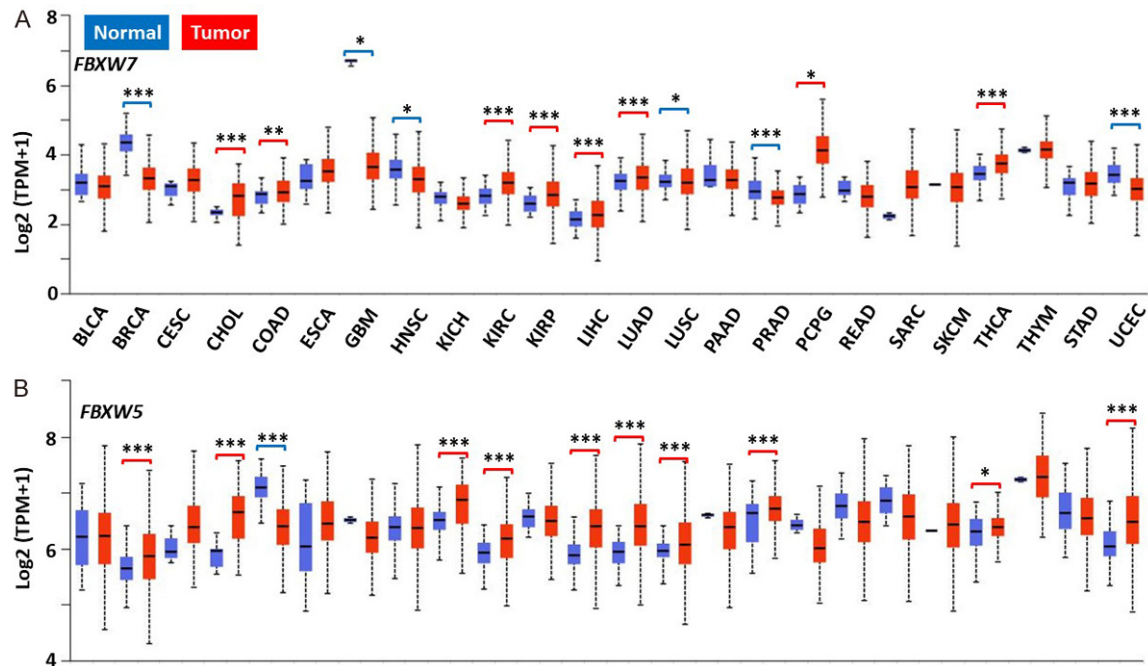 A
Normal
Tumor
FBXW7
Log2 (TPM+1)
8
6
4
2
0
***
***
**
*
*
***
***
***
***
*
***
*
***
***
BLCA
BRCA
CESC
CHOL
COAD
ESCA
GBM
HNSC
KICH
KIRC
KIRP
LIHC
LUAD
LUSC
PAAD
PRAD
PCPG
READ
SARC
SKCM
THCA
THYM
STAD
UCEC
B
FBXW5
Log2 (TPM+1)
8
6
4
***
***
***
***
***
***
***
***
***
*
***